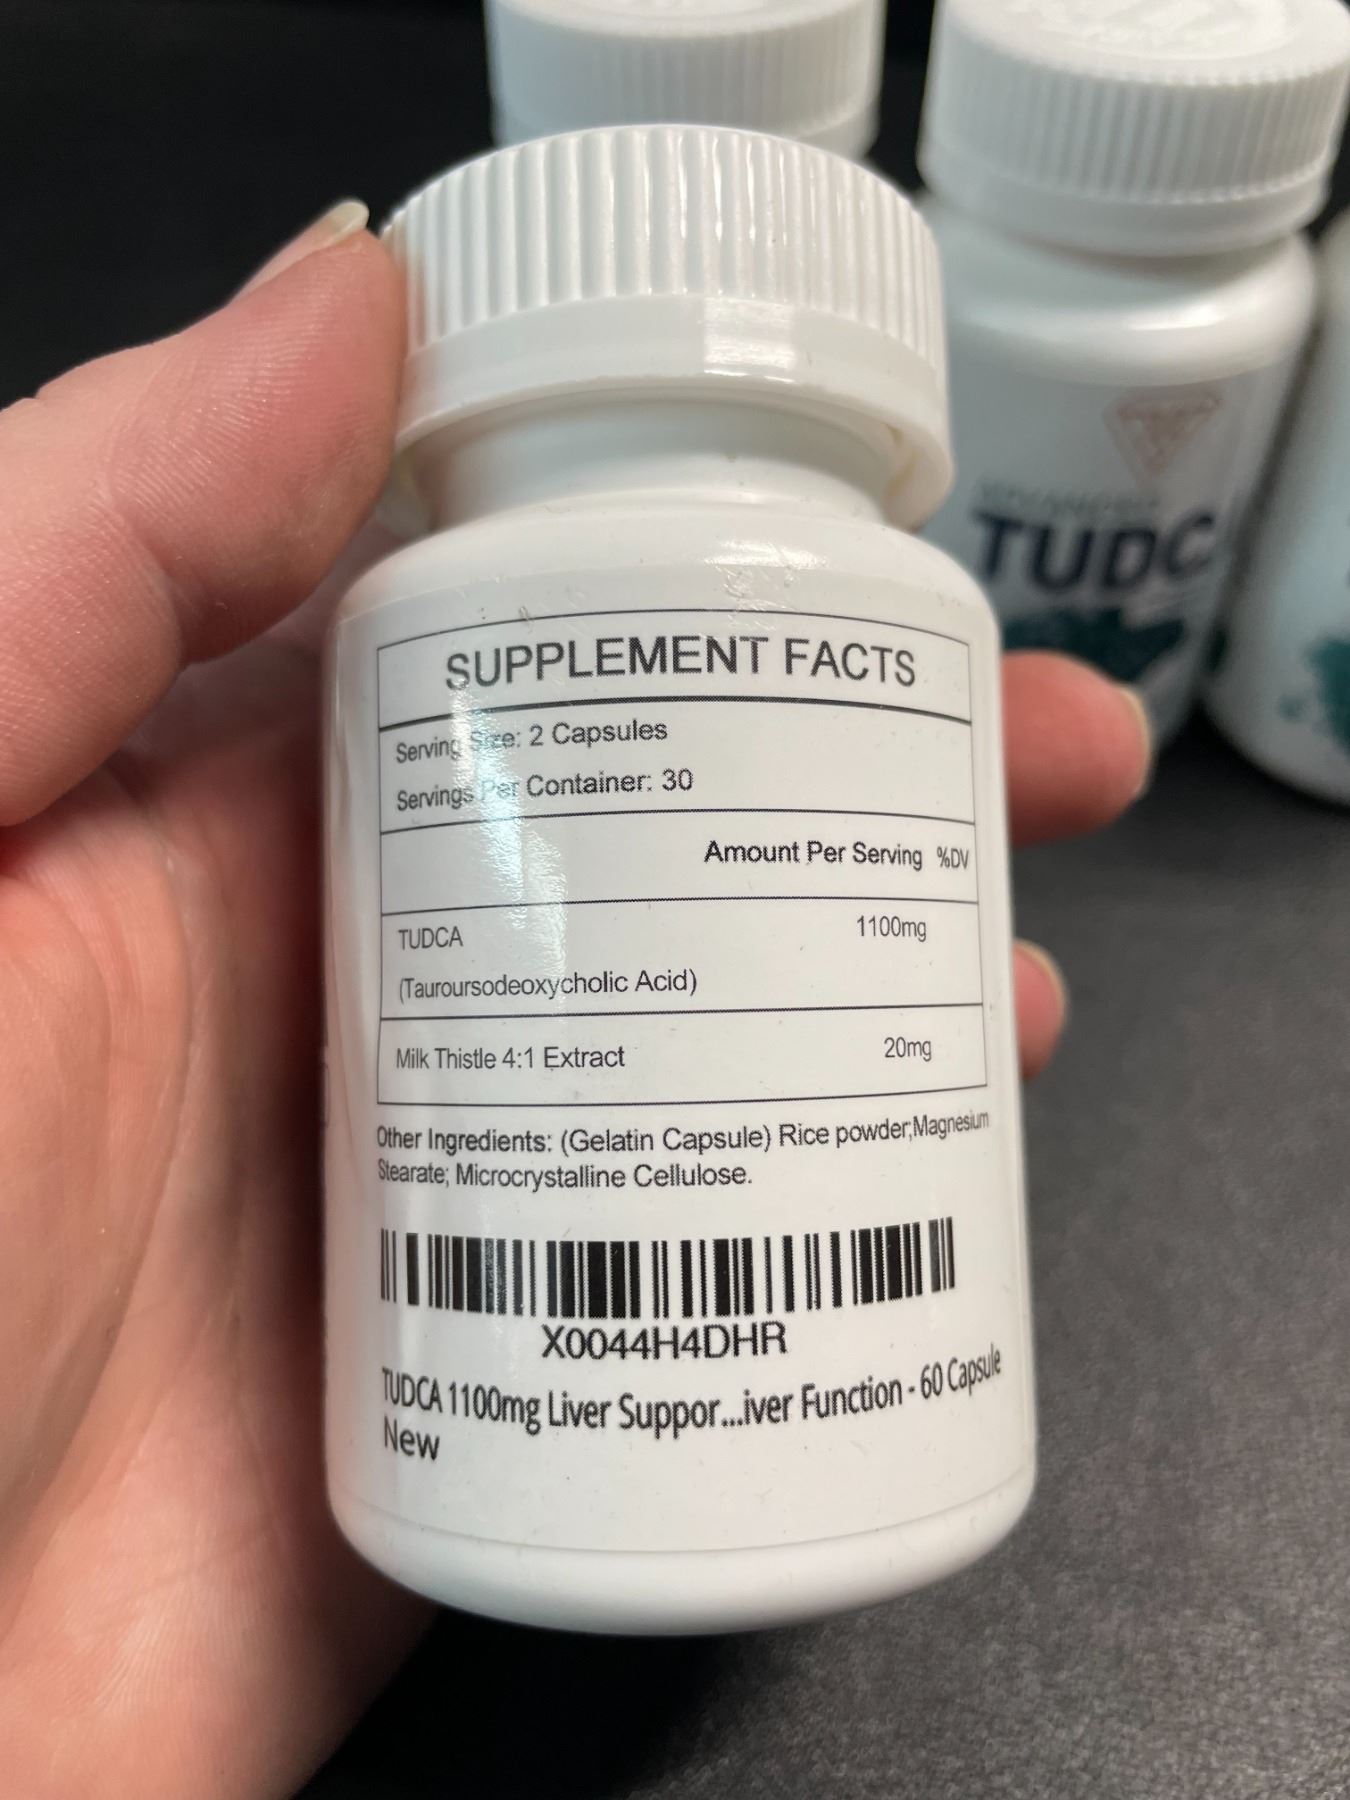 SUPPLEMENT FACTS
Serving Size: 2 Capsules
Servings Per Container: 30
Amount Per Serving %DV
TUDCA 1100mg
(Tauroursodeoxycholic Acid)
Milk Thistle 4:1 Extract 20mg
Other Ingredients: (Gelatin Capsule) Rice powder;Magnesium
Stearate; Microcrystalline Cellulose.
X0044H4DHR
TUDCA 1100mg Liver Suppor...iver Function - 60 Capsule
New
TUDC